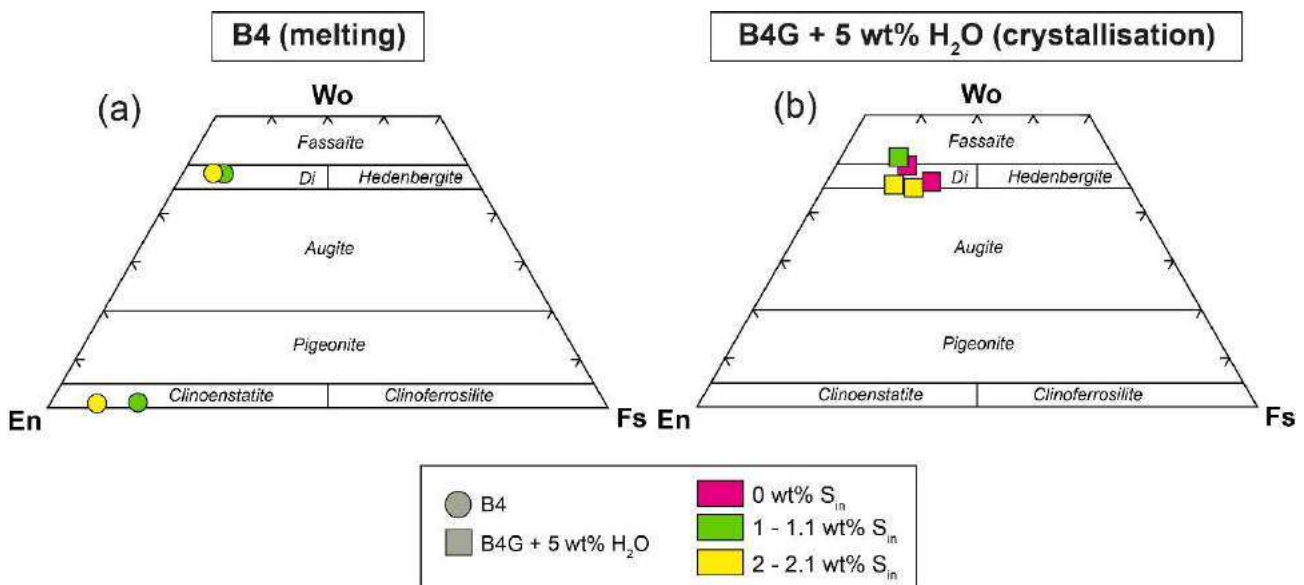 B4 (melting)
B4G + 5 wt% H₂O (crystallisation)
(a)
Wo
Fassaïte
Di
Hedenbergite
Augite
Pigeonite
Clinoenstatite
Clinoferrosilite
En
Fs
(b)
Wo
Fassaïte
Di
Hedenbergite
Augite
Pigeonite
Clinoenstatite
Clinoferrosilite
En
Fs
B4
B4G + 5 wt% H₂O
0 wt% Sᵢₙ
1 - 1.1 wt% Sᵢₙ
2 - 2.1 wt% Sᵢₙ